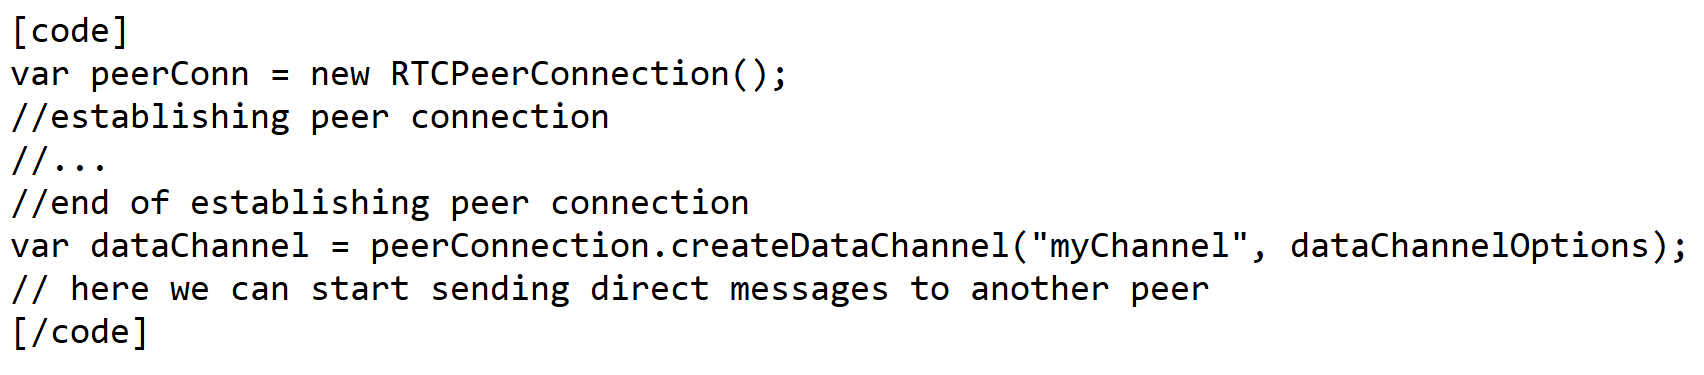 [code]
var peerConn = new RTCPeerConnection();
//establishing peer connection
//...
//end of establishing peer connection
var dataChannel = peerConnection.createDataChannel("myChannel", dataChannelOptions);
// here we can start sending direct messages to another peer
[/code]